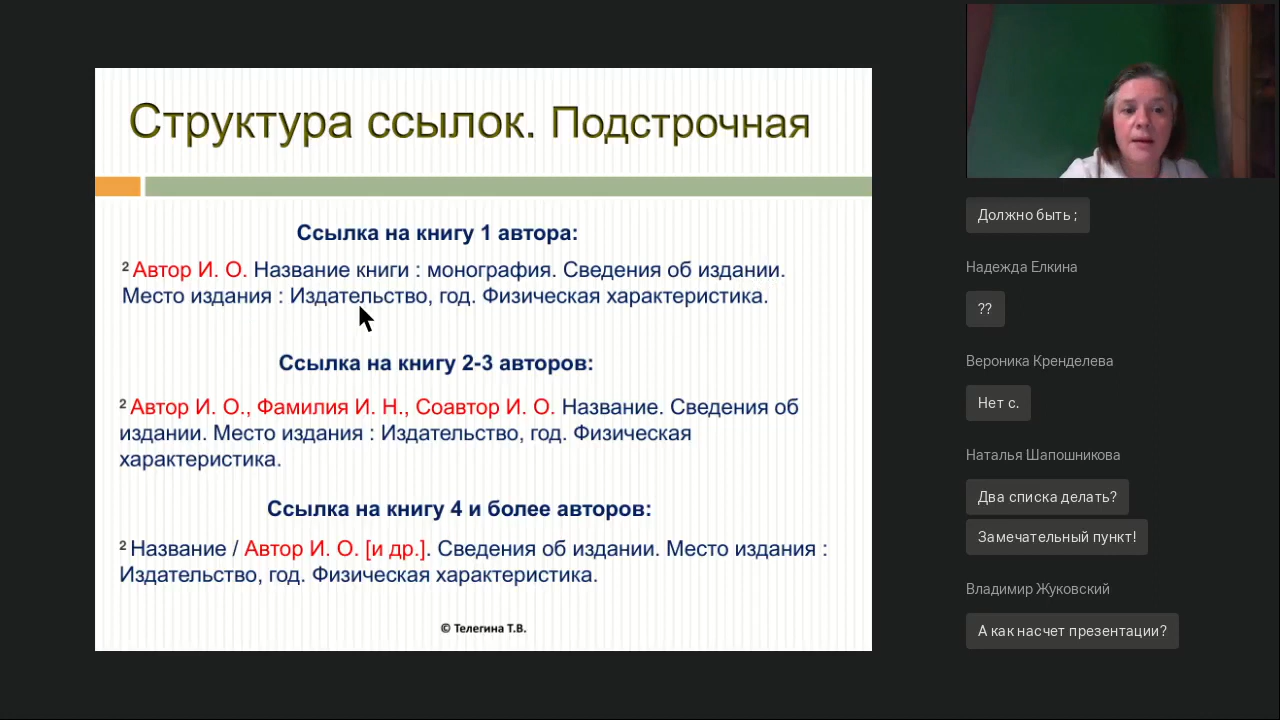 Структура ссылок. Подстрочная
Ссылка на книгу 1 автора:
² Автор И. О. Название книги : монография. Сведения об издании.
Место издания : Издательство, год. Физическая характеристика.
Ссылка на книгу 2-3 авторов:
² Автор И. О., Фамилия И. Н., Соавтор И. О. Название. Сведения об
издании. Место издания : Издательство, год. Физическая
характеристика.
Ссылка на книгу 4 и более авторов:
² Название / Автор И. О. [и др.]. Сведения об издании. Место издания :
Издательство, год. Физическая характеристика.
© Телегина Т.В.
Должно быть ;
Надежда Елкина
??
Вероника Кренделева
Нет с.
Наталья Шапошникова
Два списка делать?
Замечательный пункт!
Владимир Жуковский
А как насчет презентации?